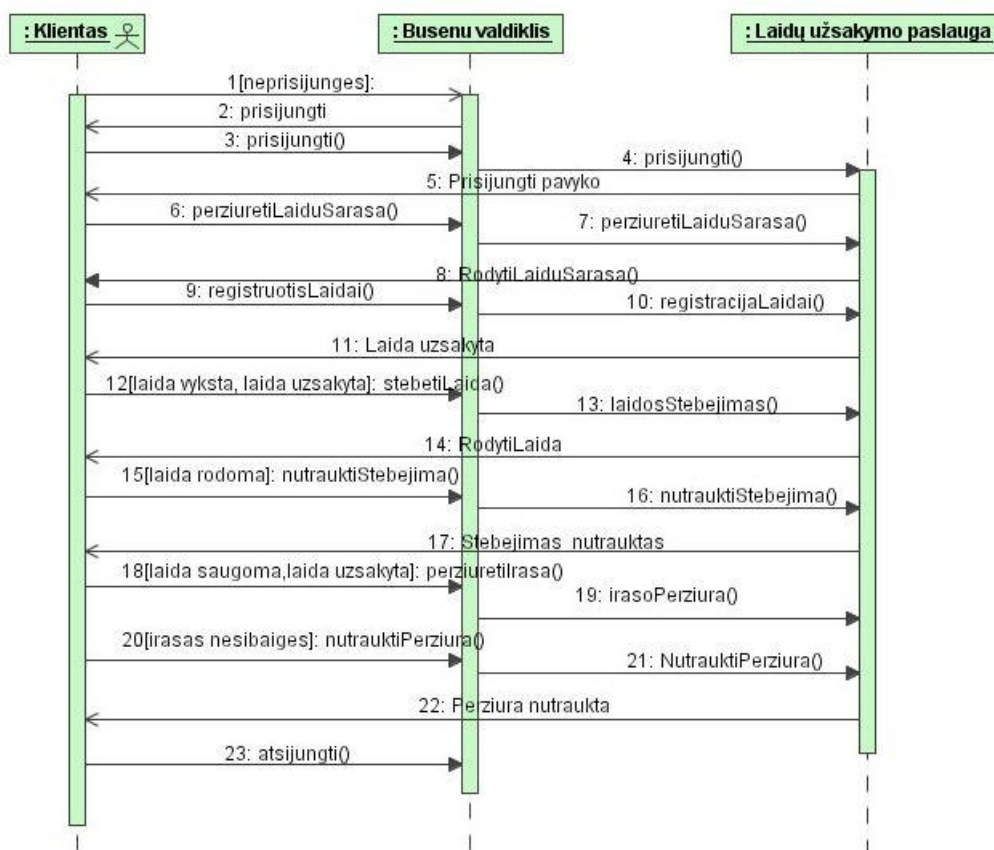 : Klientas
: Busenu valdiklis
: Laidų užsakymo paslauga
1[neprisijunges]:
2: prisijungti
3: prisijungti()
4: prisijungti()
5: Prisijungti pavyko
6: perziuretiLaiduSarasa()
7: perziuretiLaiduSarasa()
8: RodytiLaiduSarasa()
9: registruotisLaidai()
10: registracijaLaidai()
11: Laida uzsakyta
12[laida vyksta, laida uzsakyta]: stebetiLaida()
13: laidosStebejimas()
14: RodytiLaida
15[laida rodoma]: nutrauktiStebejima()
16: nutrauktiStebejima()
17: Stebejimas nutrauktas
18[laida saugoma,laida uzsakyta]: perziuretiIrasa()
19: irasoPerziura()
20[irasas nesibaiges]: nutrauktiPerziura()
21: NutrauktiPerziura()
22: Perziura nutraukta
23: atsijungti()